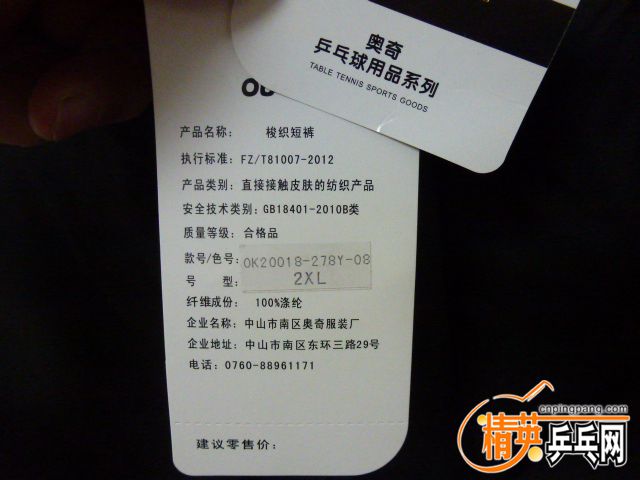 奥奇
乒乓球用品系列
TABLE TENNIS SPORTS GOODS
产品名称： 梭织短裤
执行标准：FZ/T81007-2012
产品类别：直接接触皮肤的纺织产品
安全技术类别：GB18401-2010B类
质量等级：合格品
款号/色号：OK20018-278Y-08
号 型：2XL
纤维成份： 100%涤纶
企业名称：中山市南区奥奇服装厂
企业地址：中山市南区东环三路29号
电话：0760-88961171
建议零售价：
cnpingpang.com
精英乒乓网